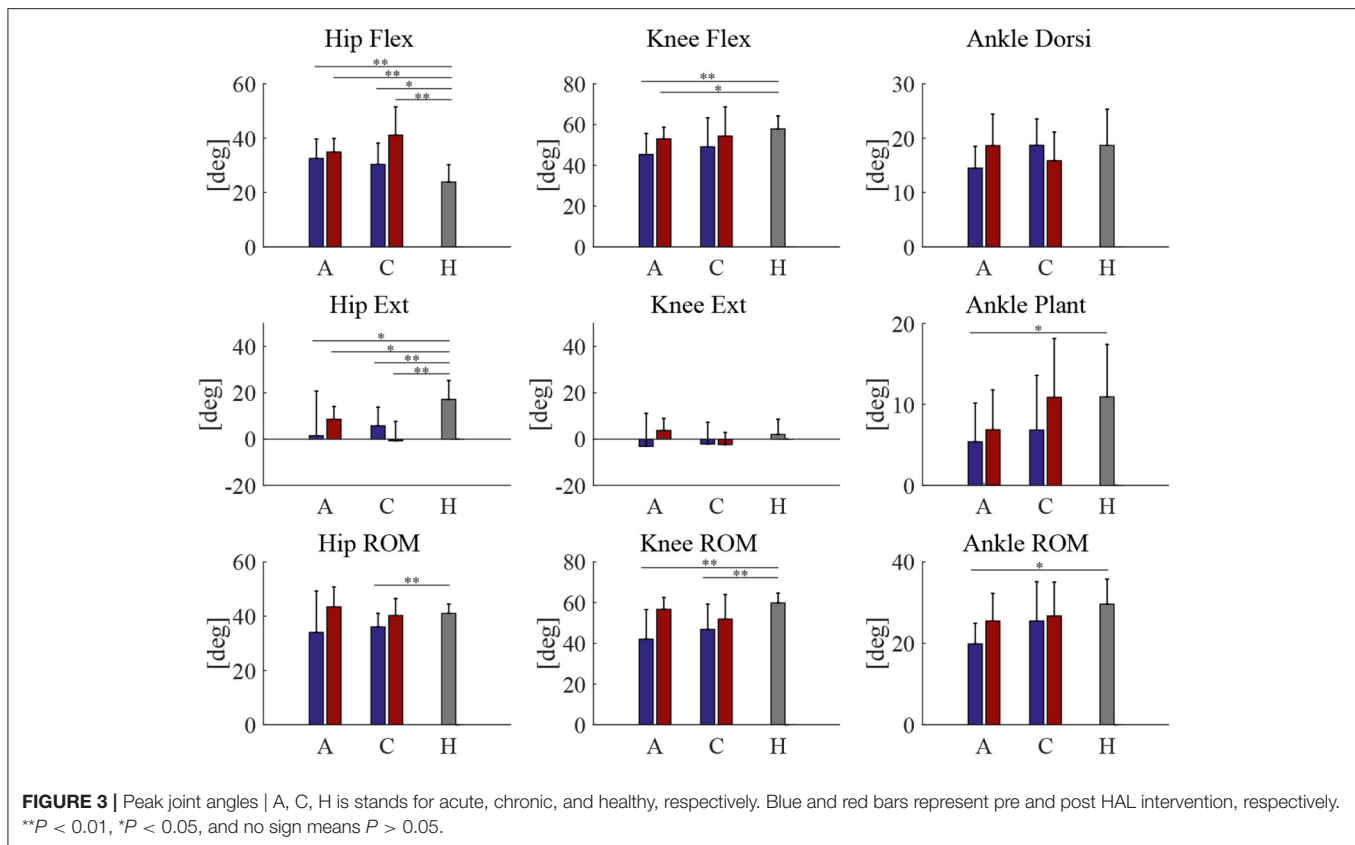 Hip Flex
**
**
*
**
60
40
20
0
[deg]
A C H
Knee Flex
**
*
80
60
40
20
0
[deg]
A C H
Ankle Dorsi
30
20
10
0
[deg]
A C H
Hip Ext
*
*
**
**
40
20
0
-20
[deg]
A C H
Knee Ext
40
20
0
-20
[deg]
A C H
Ankle Plant
*
20
10
0
[deg]
A C H
Hip ROM
**
60
40
20
0
[deg]
A C H
Knee ROM
**
**
80
60
40
20
0
[deg]
A C H
Ankle ROM
*
40
20
0
[deg]
A C H
FIGURE 3 | Peak joint angles | A, C, H is stands for acute, chronic, and healthy, respectively. Blue and red bars represent pre and post HAL intervention, respectively.
**P < 0.01, *P < 0.05, and no sign means P > 0.05.